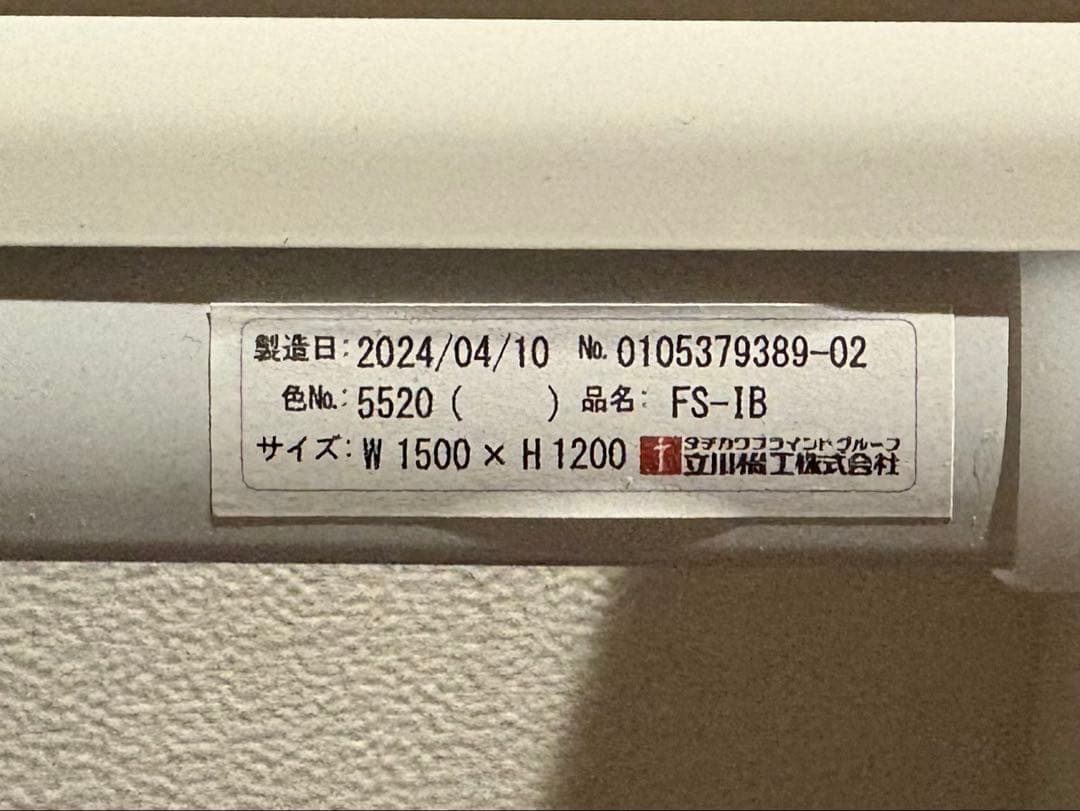 製造日: 2024/04/10 No. 0105379389-02
色No.: 5520 (   ) 品名: FS-IB
サイズ: W 1500 × H 1200 タチカワブラインドグループ
立川機工株式会社